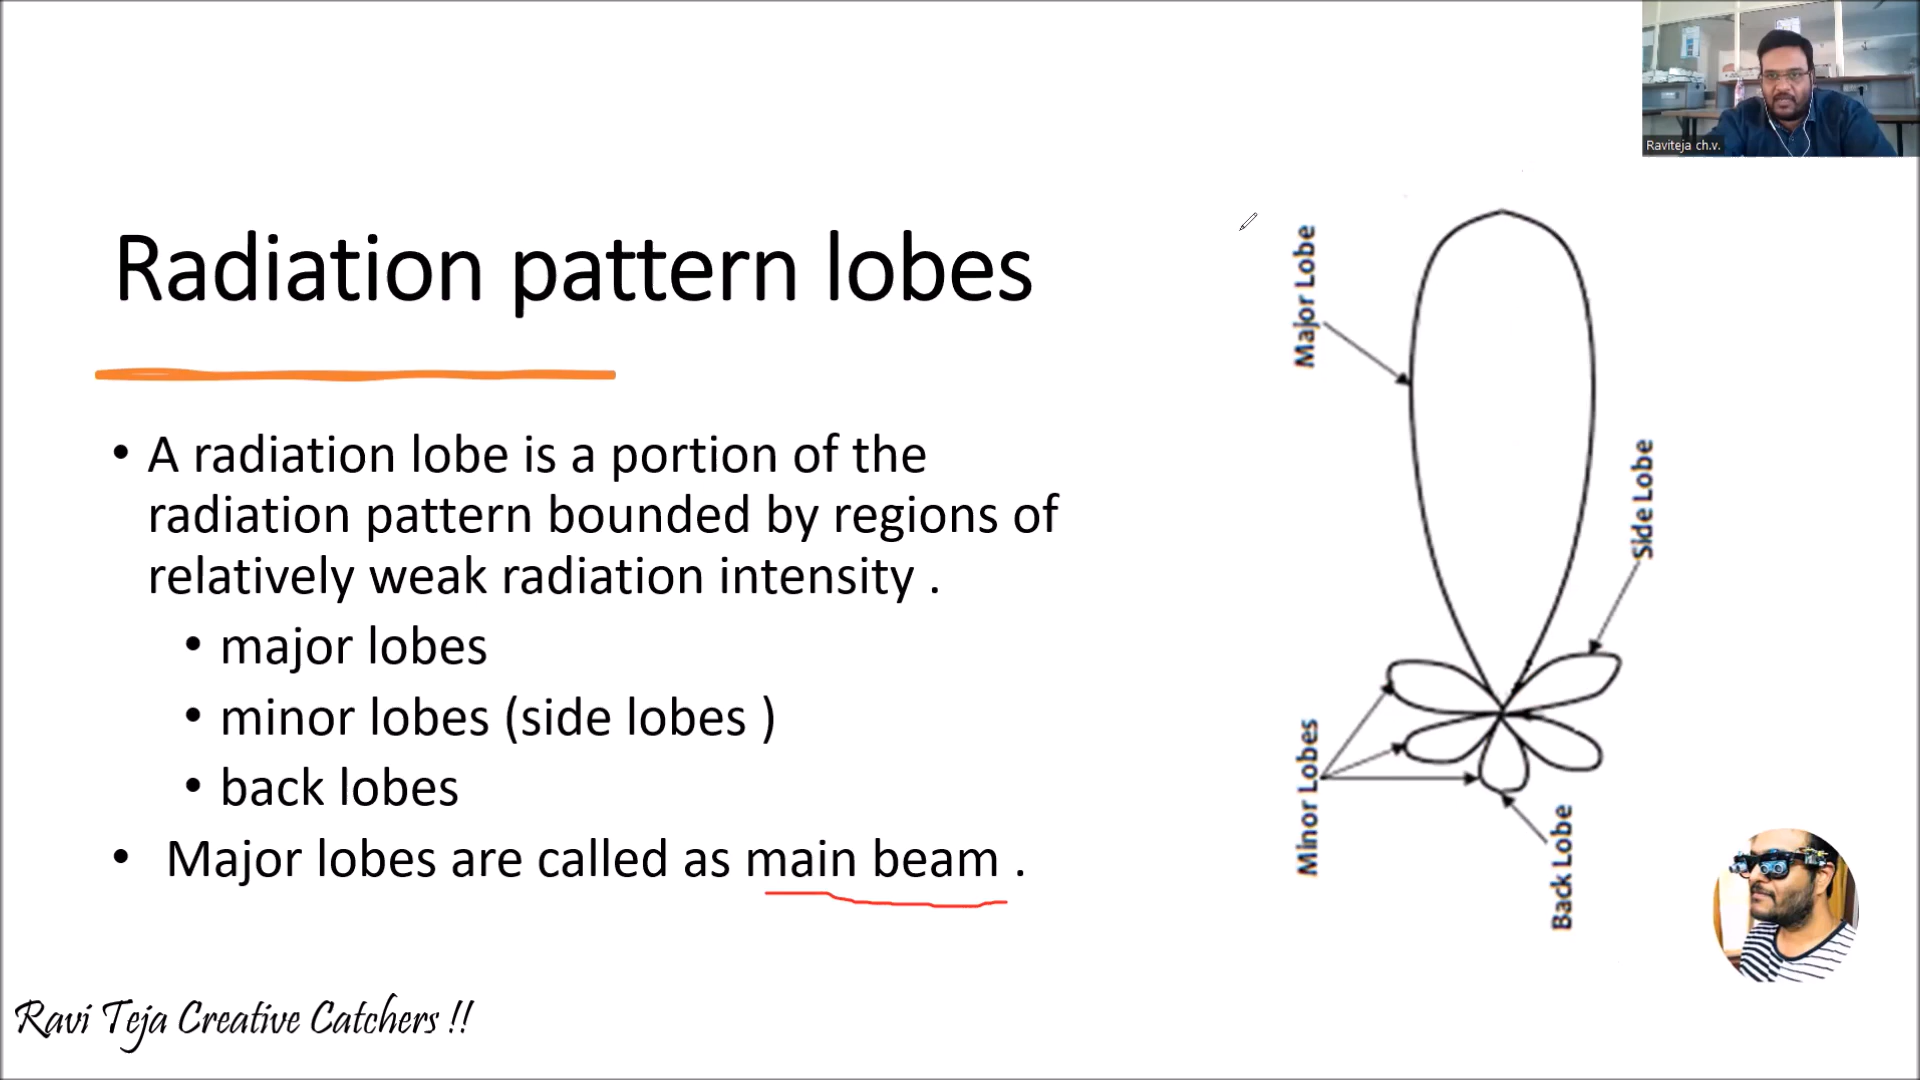 Raviteja ch.v.
Radiation pattern lobes
• A radiation lobe is a portion of the
radiation pattern bounded by regions of
relatively weak radiation intensity .
• major lobes
• minor lobes (side lobes )
• back lobes
• Major lobes are called as main beam .
Major Lobe
Side Lobe
Minor Lobes
Back Lobe
Ravi Teja Creative Catchers !!